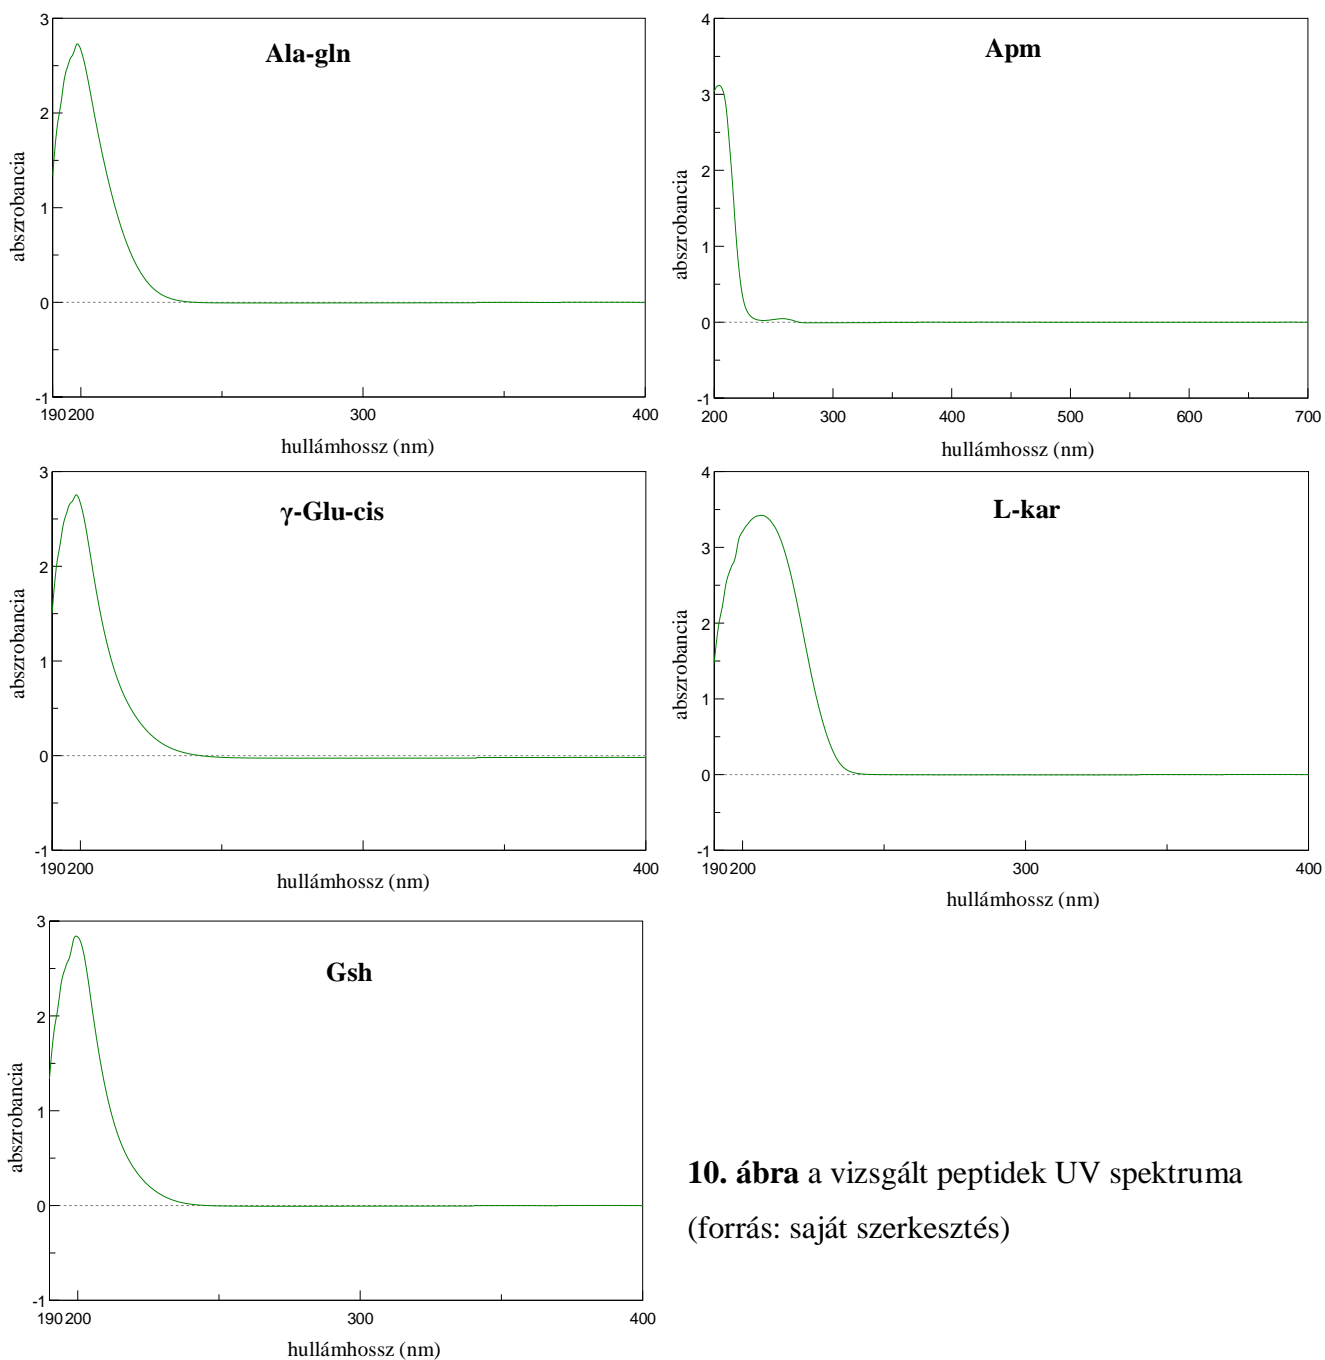 3
2
1
0
-1
Ala-gln
abszrobancia
190 200 300 400
hullámhossz (nm)
4
3
2
1
0
-1
Apm
abszrobancia
200 300 400 500 600 700
hullámhossz (nm)
3
2
1
0
-1
γ-Glu-cis
abszrobancia
190 200 300 400
hullámhossz (nm)
4
3
2
1
0
-1
L-kar
abszrobancia
190 200 300 400
hullámhossz (nm)
3
2
1
0
-1
Gsh
abszrobancia
190 200 300 400
hullámhossz (nm)
10. ábra a vizsgált peptidek UV spektruma
(forrás: saját szerkesztés)